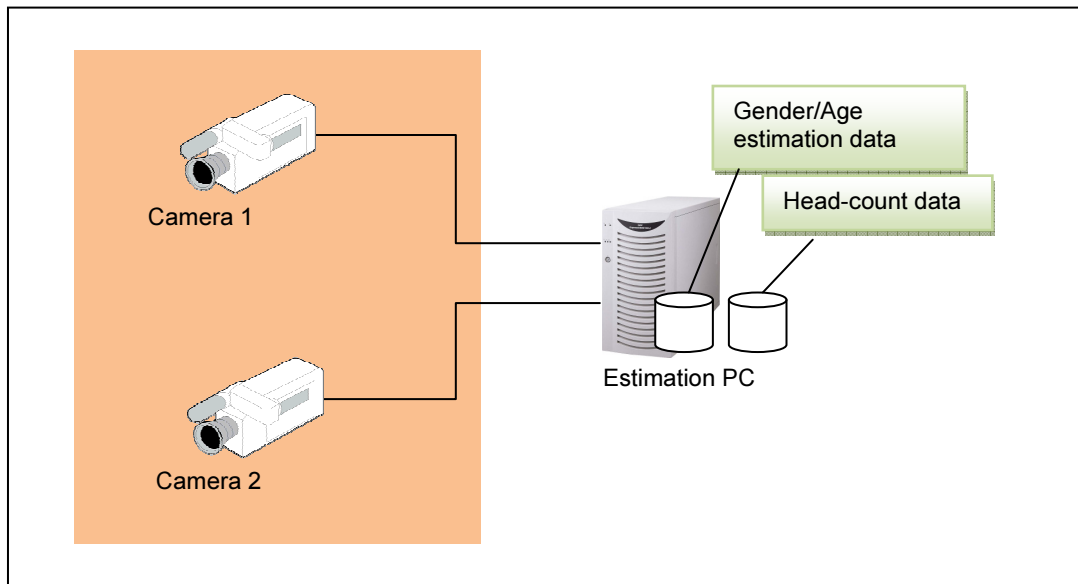 Gender/Age
estimation data
Head-count data
Camera 1
Estimation PC
Camera 2